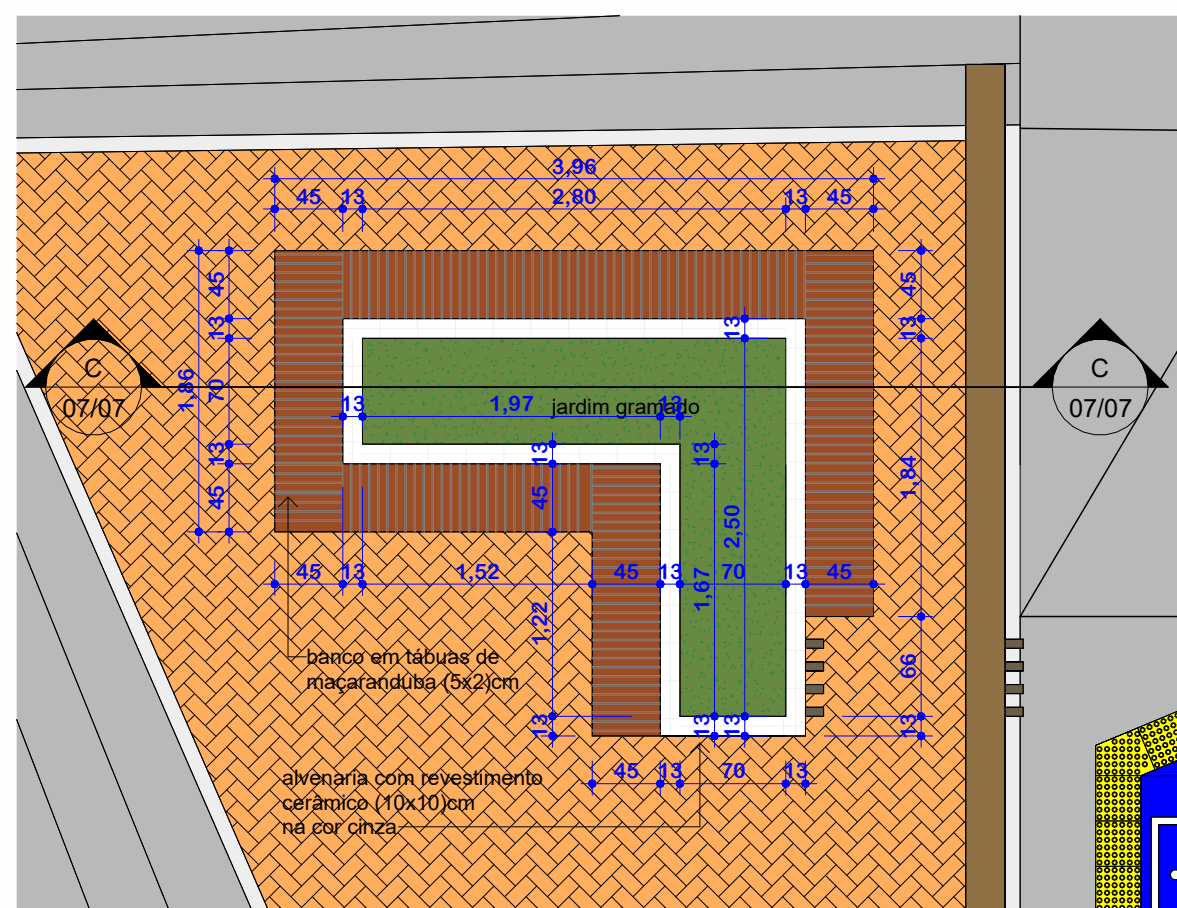 3,96
45 13 2,80 13 45
45
13
70
13
45
1,86
45
13
1,84
66
13
C
07/07
C
07/07
13
2,50
13
13 1,97 13
jardim gramado
13
45
1,22
13
13
1,67
13
45 13 1,52 45 13 70 13 45
banco em tábuas de
maçaranduba (5x2)cm
45 13 70 13
alvenaria com revestimento
cerâmico (10x10)cm
na cor cinza